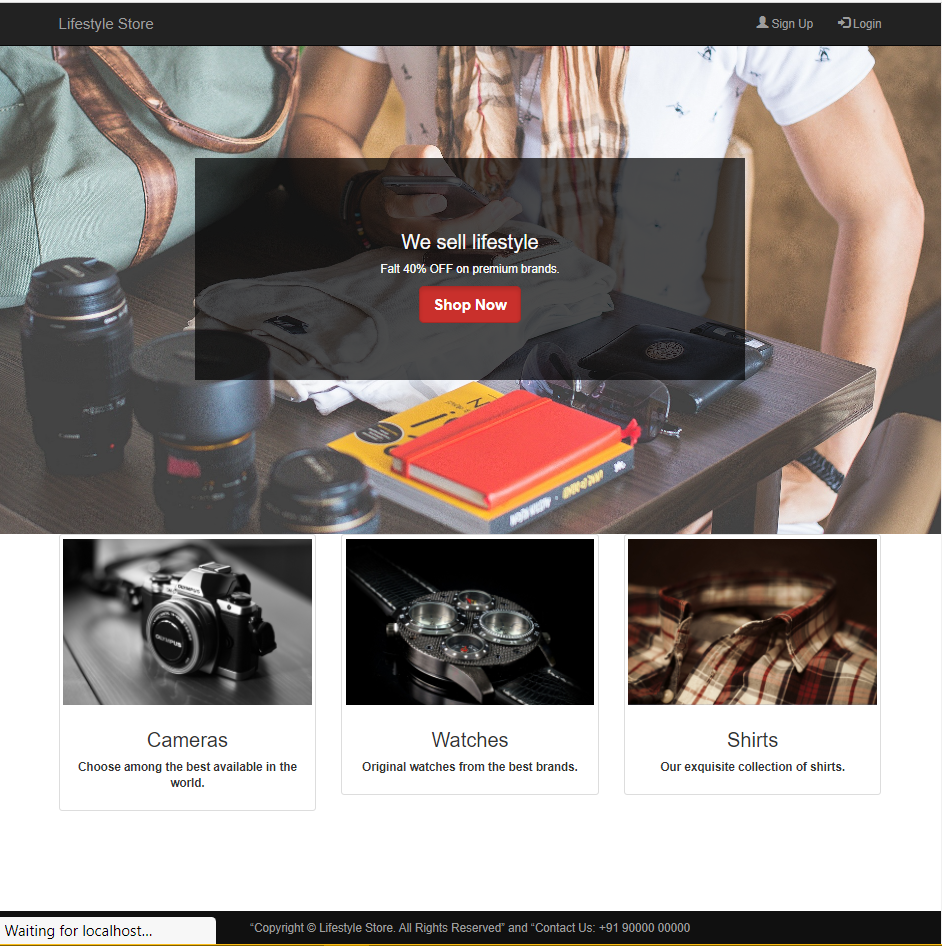 Lifestyle Store
Sign Up
Login
We sell lifestyle
Falt 40% OFF on premium brands.
Shop Now
OLYMPUS
OLYMPUS
Cameras
Choose among the best available in the
world.
Watches
Original watches from the best brands.
Shirts
Our exquisite collection of shirts.
Waiting for localhost...
“Copyright © Lifestyle Store. All Rights Reserved” and “Contact Us: +91 90000 00000